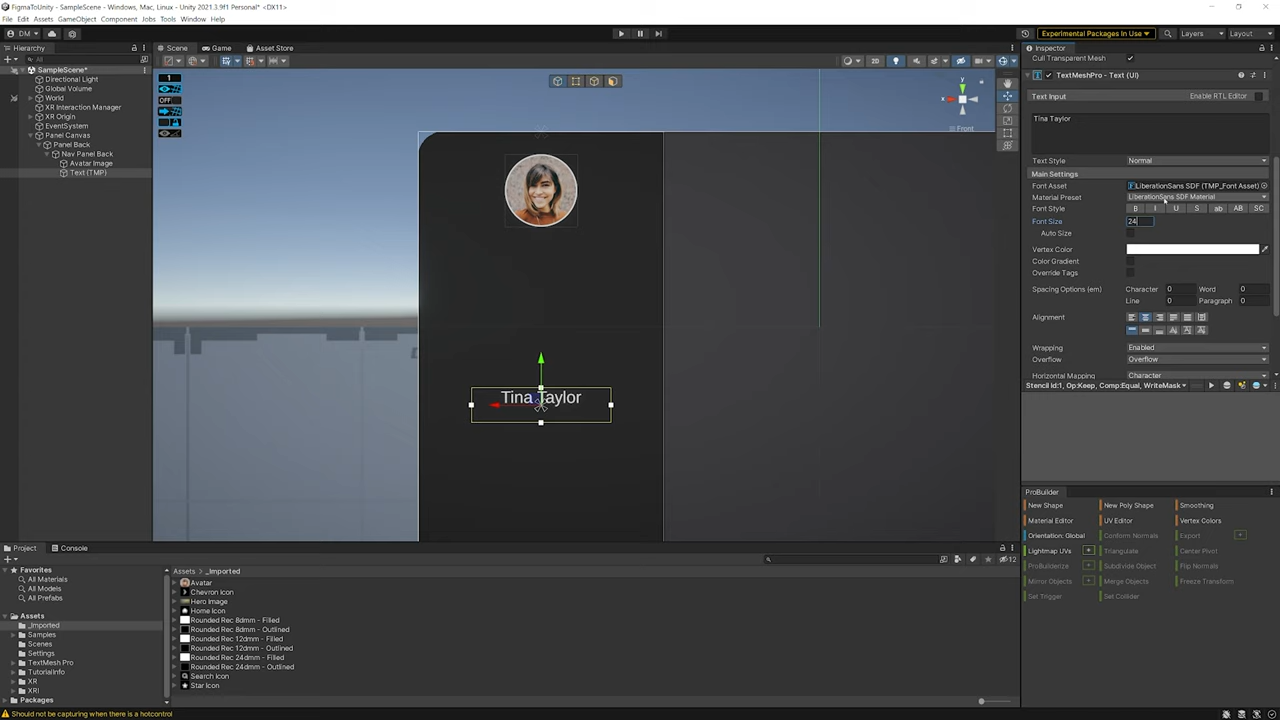 FigmaToUnity - SampleScene - Windows, Mac, Linux - Unity 2021.3.9f1 Personal* <DX11>
File Edit Assets GameObject Component Jobs Tools Window Help
DM
Experimental Packages In Use
Layers
Layout
Hierarchy
All
SampleScene*
Directional Light
Global Volume
World
XR Interaction Manager
XR Origin
EventSystem
Panel Canvas
Panel Back
Nav Panel Back
Avatar Image
Text (TMP)
Scene
Game
Asset Store
2D
1
OFF
y
x
Front
Tina Taylor
Inspector
Cull Transparent Mesh
TextMeshPro - Text (UI)
Text Input
Enable RTL Editor
Tina Taylor
Text Style
Normal
Main Settings
Font Asset
LiberationSans SDF (TMP_Font Asset)
Material Preset
LiberationSans SDF Material
Font Style
B I U S ab AB SC
Font Size
24
Auto Size
Vertex Color
Color Gradient
Override Tags
Spacing Options (em)
Character 0 Word 0
Line 0 Paragraph 0
Alignment
Wrapping
Enabled
Overflow
Overflow
Horizontal Mapping
Character
Stencil Id:1, Op:Keep, Comp:Equal, WriteMask
ProBuilder
New Shape
New Poly Shape
Smoothing
Material Editor
UV Editor
Vertex Colors
Orientation: Global
Conform Normals
Export
+
Lightmap UVs
+
Triangulate
Center Pivot
ProBuilderize
+
Subdivide Object
Flip Normals
Mirror Objects
+
Merge Objects
Freeze Transform
Set Trigger
Set Collider
Project
Console
12
Favorites
All Materials
All Models
All Prefabs
Assets
_Imported
Samples
Scenes
Settings
TextMesh Pro
TutorialInfo
XR
XRI
Packages
Assets
_Imported
Avatar
Chevron Icon
Hero Image
Home Icon
Rounded Rec 8dmm - Filled
Rounded Rec 8dmm - Outlined
Rounded Rec 12dmm - Filled
Rounded Rec 12dmm - Outlined
Rounded Rec 24dmm - Filled
Rounded Rec 24dmm - Outlined
Search Icon
Star Icon
Should not be capturing when there is a hotcontrol